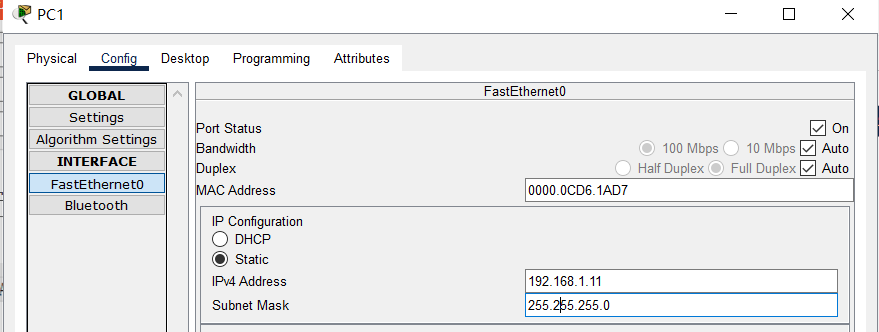 PC1
Physical Config Desktop Programming Attributes
GLOBAL
Settings
Algorithm Settings
INTERFACE
FastEthernet0
Bluetooth
FastEthernet0
Port Status On
Bandwidth 100 Mbps 10 Mbps Auto
Duplex Half Duplex Full Duplex Auto
MAC Address 0000.0CD6.1AD7
IP Configuration
DHCP
Static
IPv4 Address 192.168.1.11
Subnet Mask 255.255.255.0